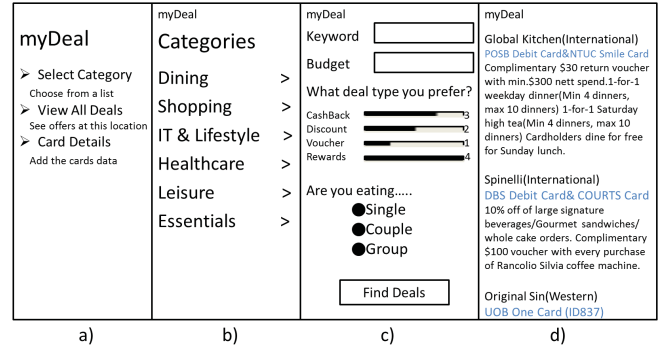 myDeal
Select Category
Choose from a list
View All Deals
See offers at this location
Card Details
Add the cards data
a)
myDeal
Categories
Dining >
Shopping >
IT & Lifestyle >
Healthcare >
Leisure >
Essentials >
b)
myDeal
Keyword
Budget
What deal type you prefer?
CashBack 3
Discount 2
Voucher 1
Rewards 4
Are you eating.....
Single
Couple
Group
Find Deals
c)
myDeal
Global Kitchen(International)
POSB Debit Card&NTUC Smile Card
Complimentary $30 return voucher
with min.$300 nett spend.1-for-1
weekday dinner(Min 4 dinners,
max 10 dinners) 1-for-1 Saturday
high tea(Min 4 dinners, max 10
dinners) Cardholders dine for free
for Sunday lunch.
Spinelli(International)
DBS Debit Card& COURTS Card
10% off of large signature
beverages/Gourmet sandwiches/
whole cake orders. Complimentary
$100 voucher with every purchase
of Rancolio Silvia coffee machine.
Original Sin(Western)
UOB One Card (ID837)
d)